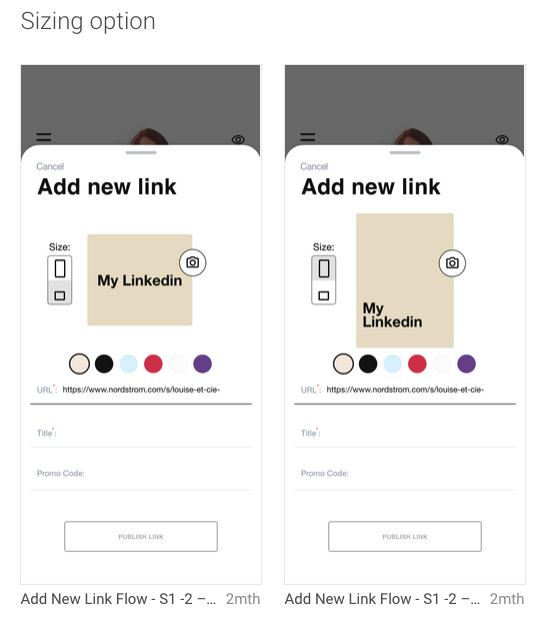 Sizing option
Cancel
Add new link
Size:
My Linkedin
URL*: https://www.nordstrom.com/s/louise-et-cie-
Title*:
Promo Code:
PUBLISH LINK
Add New Link Flow - S1 -2 –... 2mth
Cancel
Add new link
Size:
My
Linkedin
URL*: https://www.nordstrom.com/s/louise-et-cie-
Title*:
Promo Code:
PUBLISH LINK
Add New Link Flow - S1 -2 –... 2mth